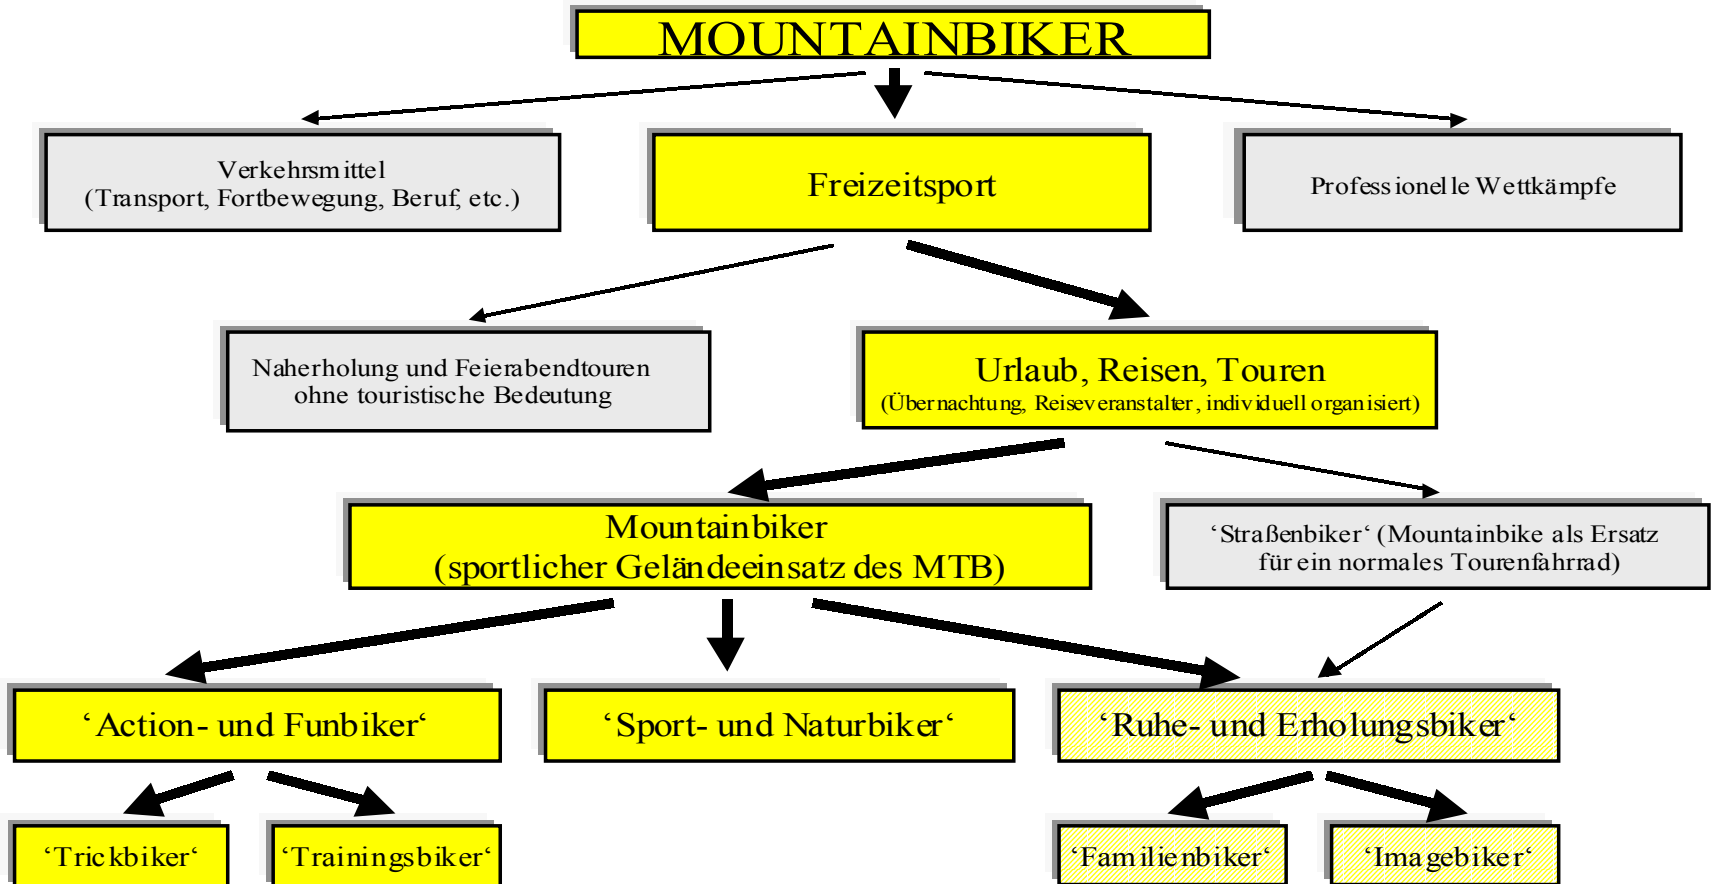 MOUNTAINBIKER
Verkehrsmittel
(Transport, Fortbewegung, Beruf, etc.)
Freizeitsport
Professionelle Wettkämpfe
Naherholung und Feierabendtouren
ohne touristische Bedeutung
Urlaub, Reisen, Touren
(Übernachtung, Reiseveranstalter, individuell organisiert)
Mountainbiker
(sportlicher Geländeeinsatz des MTB)
‘Straßenbiker‘ (Mountainbike als Ersatz
für ein normales Tourenfahrrad)
‘Action- und Funbiker‘
‘Sport- und Naturbiker‘
‘Ruhe- und Erholungsbiker‘
‘Trickbiker‘
‘Trainingsbiker‘
‘Familienbiker‘
‘Imagebiker‘